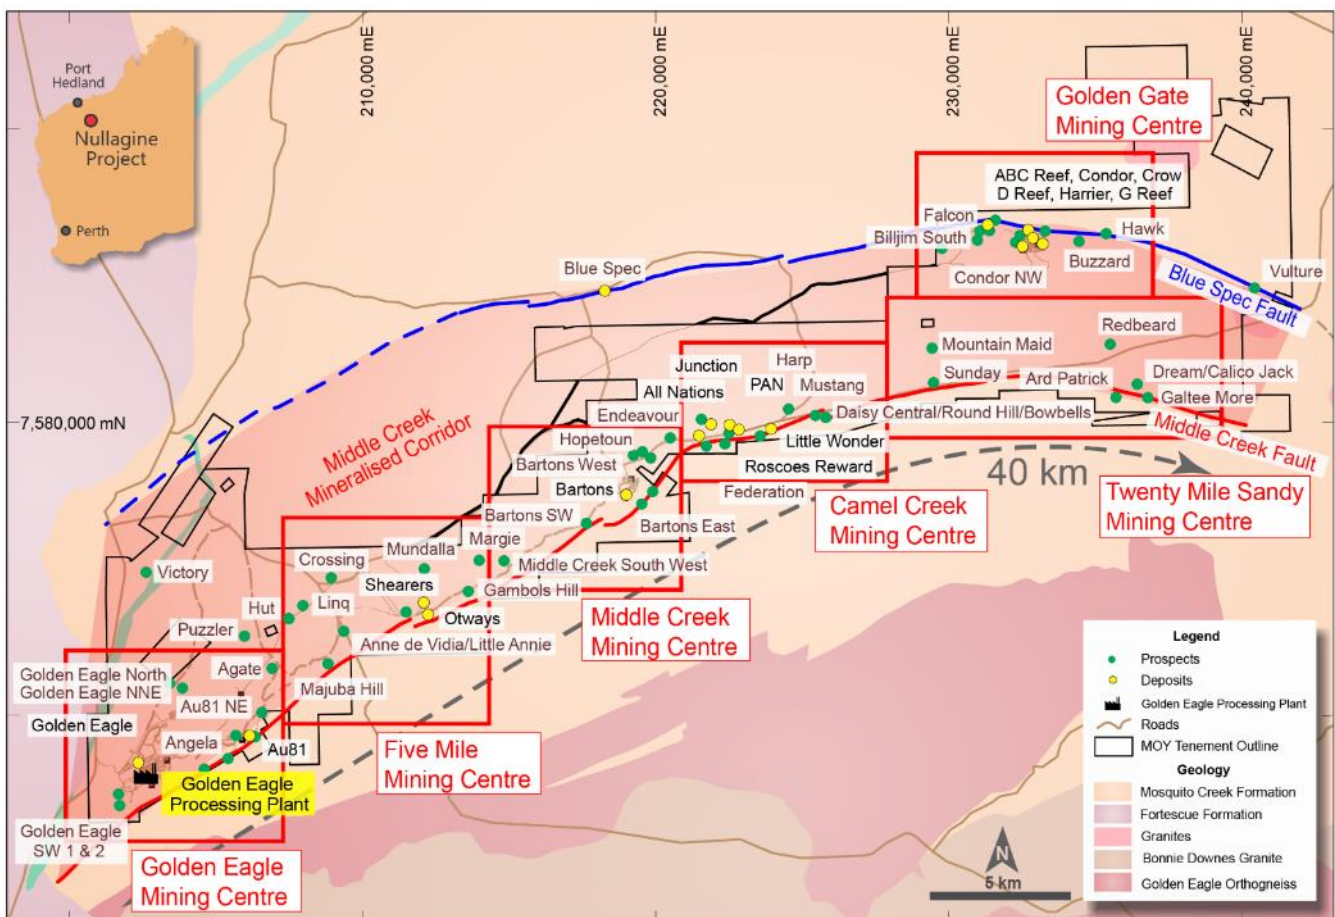 210,000 mE
220,000 mE
230,000 mE
240,000 mE
Port
Hedland
Nullagine
Project
Perth
Golden Gate
Mining Centre
ABC Reef, Condor, Crow
D Reef, Harrier, G Reef
Falcon
Billjim South
Hawk
Buzzard
Condor NW
Blue Spec
Blue Spec Fault
Vulture
Redbeard
Mountain Maid
Sunday
Ard Patrick
Dream/Calico Jack
Galtee More
Middle Creek Fault
Junction
Harp
All Nations
PAN
Mustang
Endeavour
Daisy Central/Round Hill/Bowbells
Little Wonder
Roscoes Reward
Federation
7,580,000 mN
Middle Creek
Mineralised Corridor
Hopetoun
Bartons West
Bartons
Bartons SW
Bartons East
40 km
Twenty Mile Sandy
Mining Centre
Camel Creek
Mining Centre
Margie
Mundalla
Middle Creek South West
Crossing
Shearers
Gambols Hill
Victory
Hut
Linq
Otways
Middle Creek
Mining Centre
Puzzler
Anne de Vidia/Little Annie
Golden Eagle North
Golden Eagle NNE
Agate
Majuba Hill
Au81 NE
Golden Eagle
Angela
Au81
Five Mile
Mining Centre
Golden Eagle
Processing Plant
Golden Eagle
SW 1 & 2
Golden Eagle
Mining Centre
N
5 km
Legend
Prospects
Deposits
Golden Eagle Processing Plant
Roads
MOY Tenement Outline
Geology
Mosquito Creek Formation
Fortescue Formation
Granites
Bonnie Downes Granite
Golden Eagle Orthogneiss